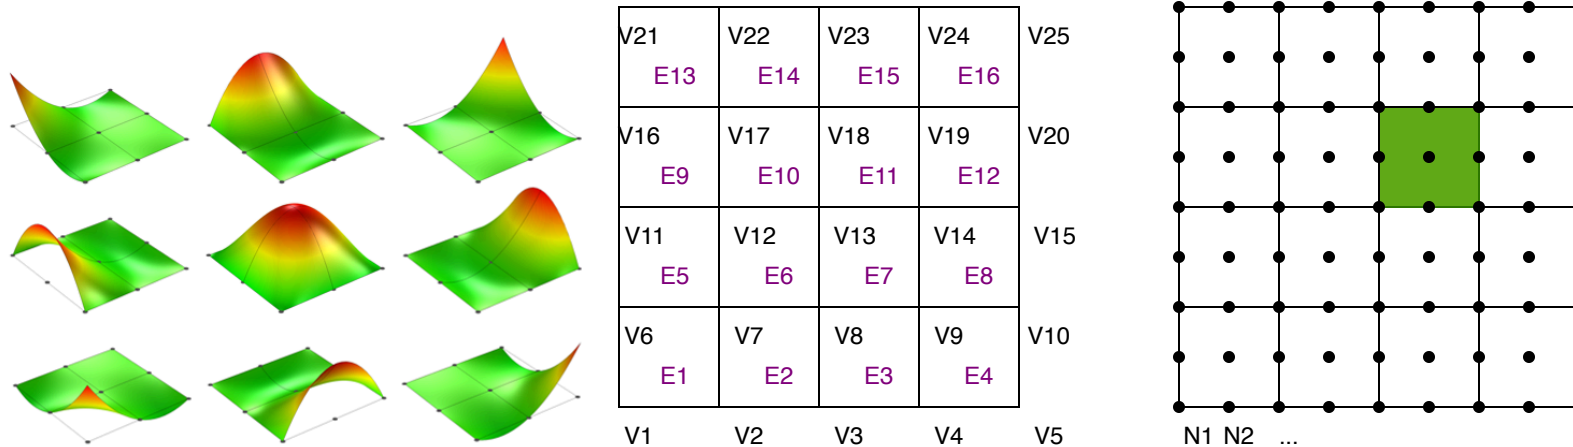 V21 V22 V23 V24 V25
E13 E14 E15 E16
V16 V17 V18 V19 V20
E9 E10 E11 E12
V11 V12 V13 V14 V15
E5 E6 E7 E8
V6 V7 V8 V9 V10
E1 E2 E3 E4
V1 V2 V3 V4 V5
N1 N2 ...